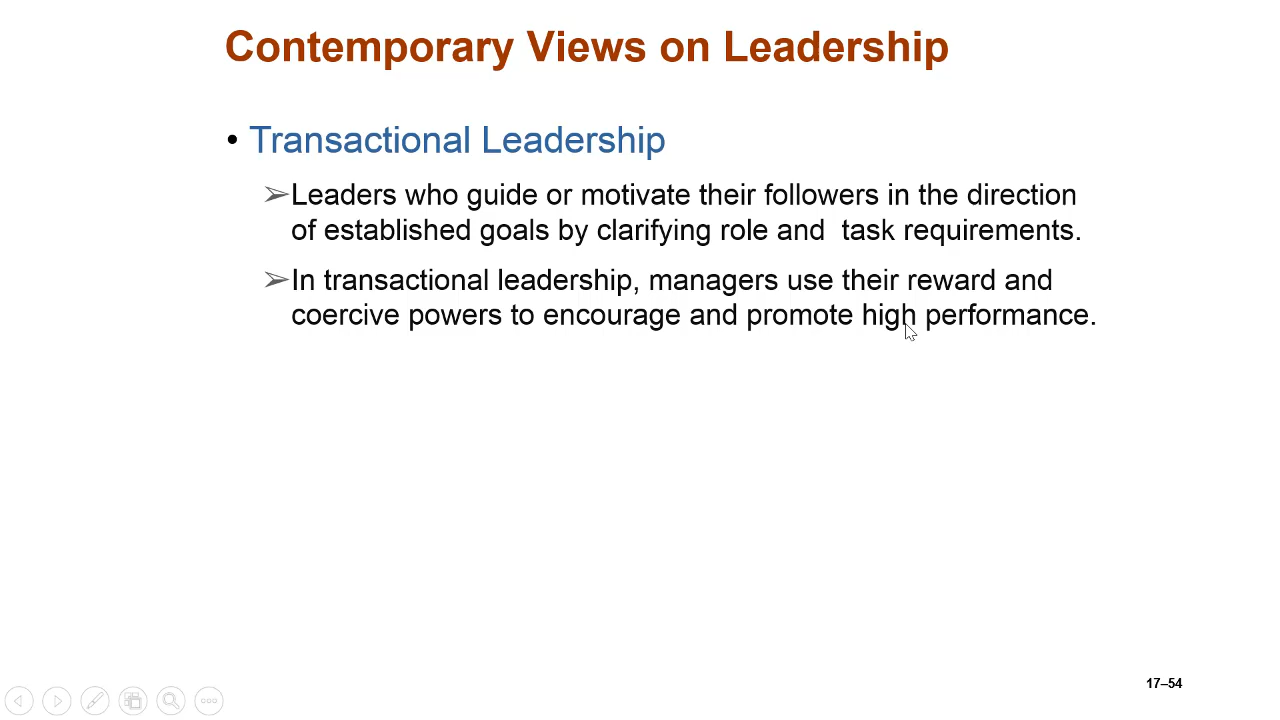 Contemporary Views on Leadership
• Transactional Leadership
➢Leaders who guide or motivate their followers in the direction
of established goals by clarifying role and  task requirements.
➢In transactional leadership, managers use their reward and
coercive powers to encourage and promote high performance.
17–54